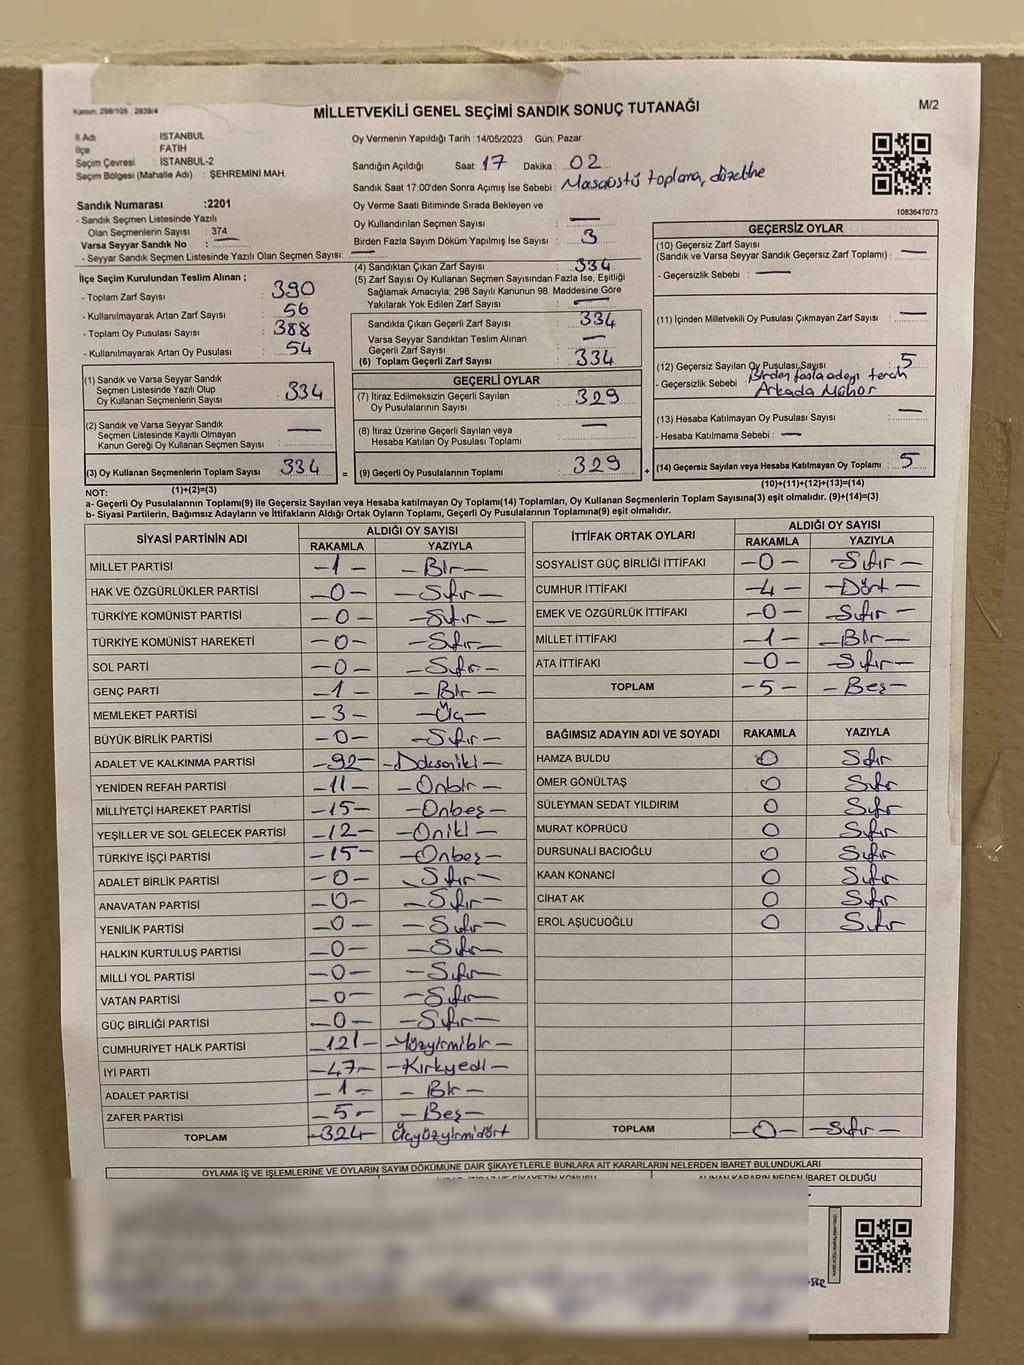 Kanun: 298/105 , 2839/4
MİLLETVEKİLİ GENEL SEÇİMİ SANDIK SONUÇ TUTANAĞI
M/2
İl Adı : İSTANBUL
İlçe : FATİH
Seçim Çevresi : İSTANBUL-2
Seçim Bölgesi (Mahalle Adı) : ŞEHREMİNİ MAH.
Oy Vermenin Yapıldığı Tarih : 14/05/2023 Gün: Pazar
Sandığın Açıldığı Saat: 17 Dakika : 02
Sandık Saat 17:00'den Sonra Açımış İse Sebebi : Masaüstü toplama, düzeltme
1083647073
Sandık Numarası :2201
- Sandık Seçmen Listesinde Yazılı
Olan Seçmenlerin Sayısı : 374
Varsa Seyyar Sandık No : —
- Seyyar Sandık Seçmen Listesinde Yazılı Olan Seçmen Sayısı: —
Oy Verme Saati Bitiminde Sırada Bekleyen ve
Oy Kullandırılan Seçmen Sayısı : —
Birden Fazla Sayım Döküm Yapılmış İse Sayısı : 3
İlçe Seçim Kurulundan Teslim Alınan ;
- Toplam Zarf Sayısı : 390
- Kullanılmayarak Artan Zarf Sayısı : 56
- Toplam Oy Pusulası Sayısı : 388
- Kullanılmayarak Artan Oy Pusulası : 54
(4) Sandıktan Çıkan Zarf Sayısı : 334
(5) Zarf Sayısı Oy Kullanan Seçmen Sayısından Fazla İse, Eşitliği
Sağlamak Amacıyla; 298 Sayılı Kanunun 98. Maddesine Göre
Yakılarak Yok Edilen Zarf Sayısı : —
Sandıkta Çıkan Geçerli Zarf Sayısı : 334
Varsa Seyyar Sandıktan Teslim Alınan
Geçerli Zarf Sayısı : —
(6) Toplam Geçerli Zarf Sayısı : 334
GEÇERSİZ OYLAR
(10) Geçersiz Zarf Sayısı
(Sandık ve Varsa Seyyar Sandık Geçersiz Zarf Toplamı) : —
- Geçersizlik Sebebi : —
(11) İçinden Milletvekili Oy Pusulası Çıkmayan Zarf Sayısı : —
(12) Geçersiz Sayılan Oy Pusulası Sayısı : 5
- Geçersizlik Sebebi : Birden fazla adayı tercih
Arkada Mühür
(13) Hesaba Katılmayan Oy Pusulası Sayısı : —
- Hesaba Katılmama Sebebi : —
(14) Geçersiz Sayılan veya Hesaba Katılmayan Oy Toplamı : 5
(10)+(11)+(12)+(13)=(14)
(1) Sandık ve Varsa Seyyar Sandık
Seçmen Listesinde Yazılı Olup
Oy Kullanan Seçmenlerin Sayısı : 334
(2) Sandık ve Varsa Seyyar Sandık
Seçmen Listesinde Kayıtlı Olmayan
Kanun Gereği Oy Kullanan Seçmen Sayısı : —
(3) Oy Kullanan Seçmenlerin Toplam Sayısı : 334 =
(1)+(2)=(3)
GEÇERLİ OYLAR
(7) İtiraz Edilmeksizin Geçerli Sayılan
Oy Pusulalarının Sayısı : 329
(8) İtiraz Üzerine Geçerli Sayılan veya
Hesaba Katılan Oy Pusulası Toplamı : —
(9) Geçerli Oy Pusulalarının Toplamı : 329 +
NOT:
a- Geçerli Oy Pusulalarının Toplamı(9) ile Geçersiz Sayılan veya Hesaba katılmayan Oy Toplamı(14) Toplamları, Oy Kullanan Seçmenlerin Toplam Sayısına(3) eşit olmalıdır. (9)+(14)=(3)
b- Siyasi Partilerin, Bağımsız Adayların ve İttifakların Aldığı Ortak Oyların Toplamı, Geçerli Oy Pusulalarının Toplamına(9) eşit olmalıdır.
SİYASİ PARTİNİN ADI ALDIĞI OY SAYISI
RAKAMLA YAZIYLA
MİLLET PARTİSİ —1— —Bir—
HAK VE ÖZGÜRLÜKLER PARTİSİ —0— —Sıfır—
TÜRKİYE KOMÜNİST PARTİSİ —0— —Sıfır—
TÜRKİYE KOMÜNİST HAREKETİ —0— —Sıfır—
SOL PARTİ —0— —Sıfır—
GENÇ PARTİ —1— —Bir—
MEMLEKET PARTİSİ —3— —Üç—
BÜYÜK BİRLİK PARTİSİ —0— —Sıfır—
ADALET VE KALKINMA PARTİSİ —92— —Doksaniki—
YENİDEN REFAH PARTİSİ —11— —Onbir—
MİLLİYETÇİ HAREKET PARTİSİ —15— —Onbeş—
YEŞİLLER VE SOL GELECEK PARTİSİ —12— —Oniki—
TÜRKİYE İŞÇİ PARTİSİ —15— —Onbeş—
ADALET BİRLİK PARTİSİ —0— —Sıfır—
ANAVATAN PARTİSİ —0— —Sıfır—
YENİLİK PARTİSİ —0— —Sıfır—
HALKIN KURTULUŞ PARTİSİ —0— —Sıfır—
MİLLİ YOL PARTİSİ —0— —Sıfır—
VATAN PARTİSİ —0— —Sıfır—
GÜÇ BİRLİĞİ PARTİSİ —0— —Sıfır—
CUMHURİYET HALK PARTİSİ —121— —Yüzyirmibir—
İYİ PARTİ —47— —Kırkyedi—
ADALET PARTİSİ —1— —Bir—
ZAFER PARTİSİ —5— —Beş—
TOPLAM —324— Üçyüzyirmidört
İTTİFAK ORTAK OYLARI ALDIĞI OY SAYISI
RAKAMLA YAZIYLA
SOSYALİST GÜÇ BİRLİĞİ İTTİFAKI —0— —Sıfır—
CUMHUR İTTİFAKI —4— —Dört—
EMEK VE ÖZGÜRLÜK İTTİFAKI —0— —Sıfır—
MİLLET İTTİFAKI —1— —Bir—
ATA İTTİFAKI —0— —Sıfır—
TOPLAM —5— —Beş—
BAĞIMSIZ ADAYIN ADI VE SOYADI RAKAMLA YAZIYLA
HAMZA BULDU 0 Sıfır
ÖMER GÖNÜLTAŞ 0 Sıfır
SÜLEYMAN SEDAT YILDIRIM 0 Sıfır
MURAT KÖPRÜCÜ 0 Sıfır
DURSUNALİ BACIOĞLU 0 Sıfır
KAAN KONANCİ 0 Sıfır
CİHAT AK 0 Sıfır
EROL AŞUCUOĞLU 0 Sıfır
TOPLAM —0— —Sıfır—
OYLAMA İŞ VE İŞLEMLERİNE VE OYLARIN SAYIM DÖKÜMÜNE DAİR ŞİKAYETLERLE BUNLARA AİT KARARLARIN NELERDEN İBARET BULUNDUKLARI
ALINAN KARARIN NEDEN İBARET OLDUĞU